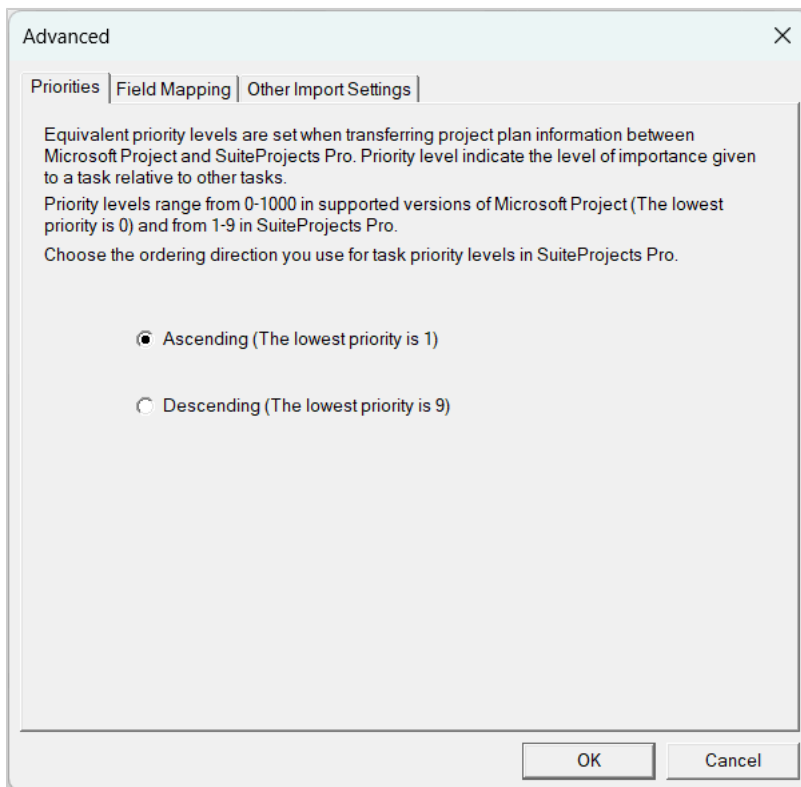 Advanced
Priorities
Field Mapping
Other Import Settings
Equivalent priority levels are set when transferring project plan information between
Microsoft Project and SuiteProjects Pro. Priority level indicate the level of importance given
to a task relative to other tasks.
Priority levels range from 0-1000 in supported versions of Microsoft Project (The lowest
priority is 0) and from 1-9 in SuiteProjects Pro.
Choose the ordering direction you use for task priority levels in SuiteProjects Pro.
Ascending (The lowest priority is 1)
Descending (The lowest priority is 9)
OK
Cancel